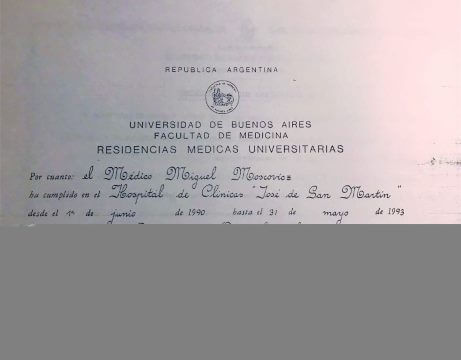 REPUBLICA ARGENTINA
UNIVERSIDAD DE BUENOS AIRES
FACULTAD DE MEDICINA
RESIDENCIAS MEDICAS UNIVERSITARIAS
Por cuanto: el Médico Miguel Moscovicz
ha cumplido en el Hospital de Clínicas "José de San Martín"
desde el 1º de junio de 1990 hasta el 31 de mayo de 1993